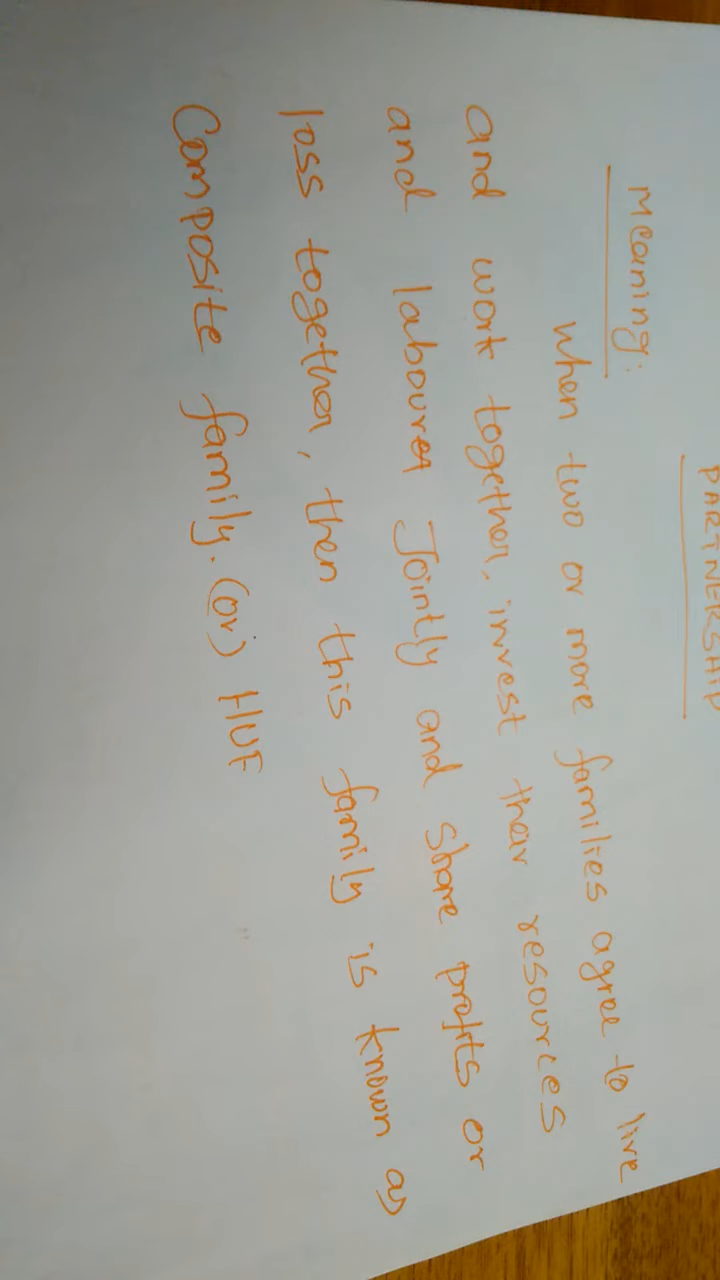 PARTNERSHIP
Meaning:
When two or more families agree to live
and work together, invest their resources
and labourer Jointly and share profits or
loss together, then this family is known as
Composite family. (or) HUF